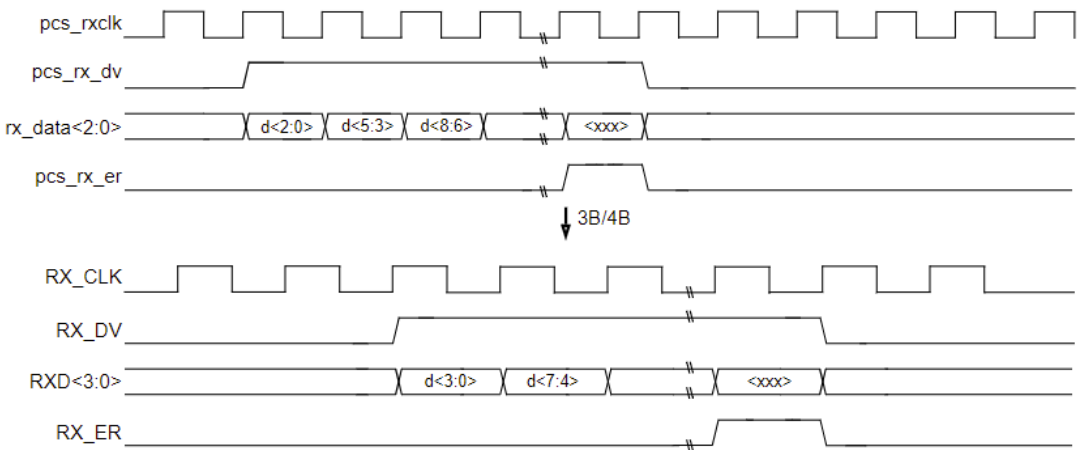 pcs_rxclk
pcs_rx_dv
rx_data<2:0> d<2:0> d<5:3> d<8:6> <xxx>
pcs_rx_er
3B/4B
RX_CLK
RX_DV
RXD<3:0> d<3:0> d<7:4> <xxx>
RX_ER